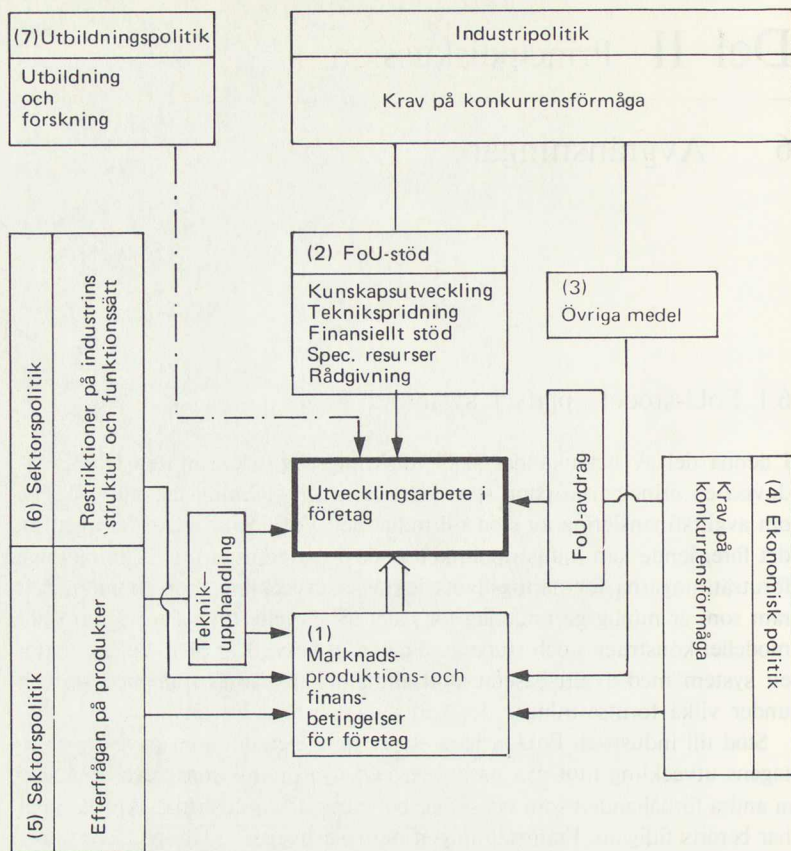 (7) Utbildningspolitik
Utbildning
och
forskning
Industripolitik
Krav på konkurrensförmåga
(2) FoU-stöd
Kunskapsutveckling
Teknikspridning
Finansiellt stöd
Spec. resurser
Rådgivning
(3)
Övriga medel
(6) Sektorspolitik
Restriktioner på industrins
struktur och funktionssätt
Utvecklingsarbete i
företag
FoU-avdrag
Krav på
konkurrensförmåga
(4) Ekonomisk politik
Teknik—
upphandling
(1)
Marknads-
produktions- och
finans-
betingelser
för företag
(5) Sektorspolitik
Efterfrågan på produkter